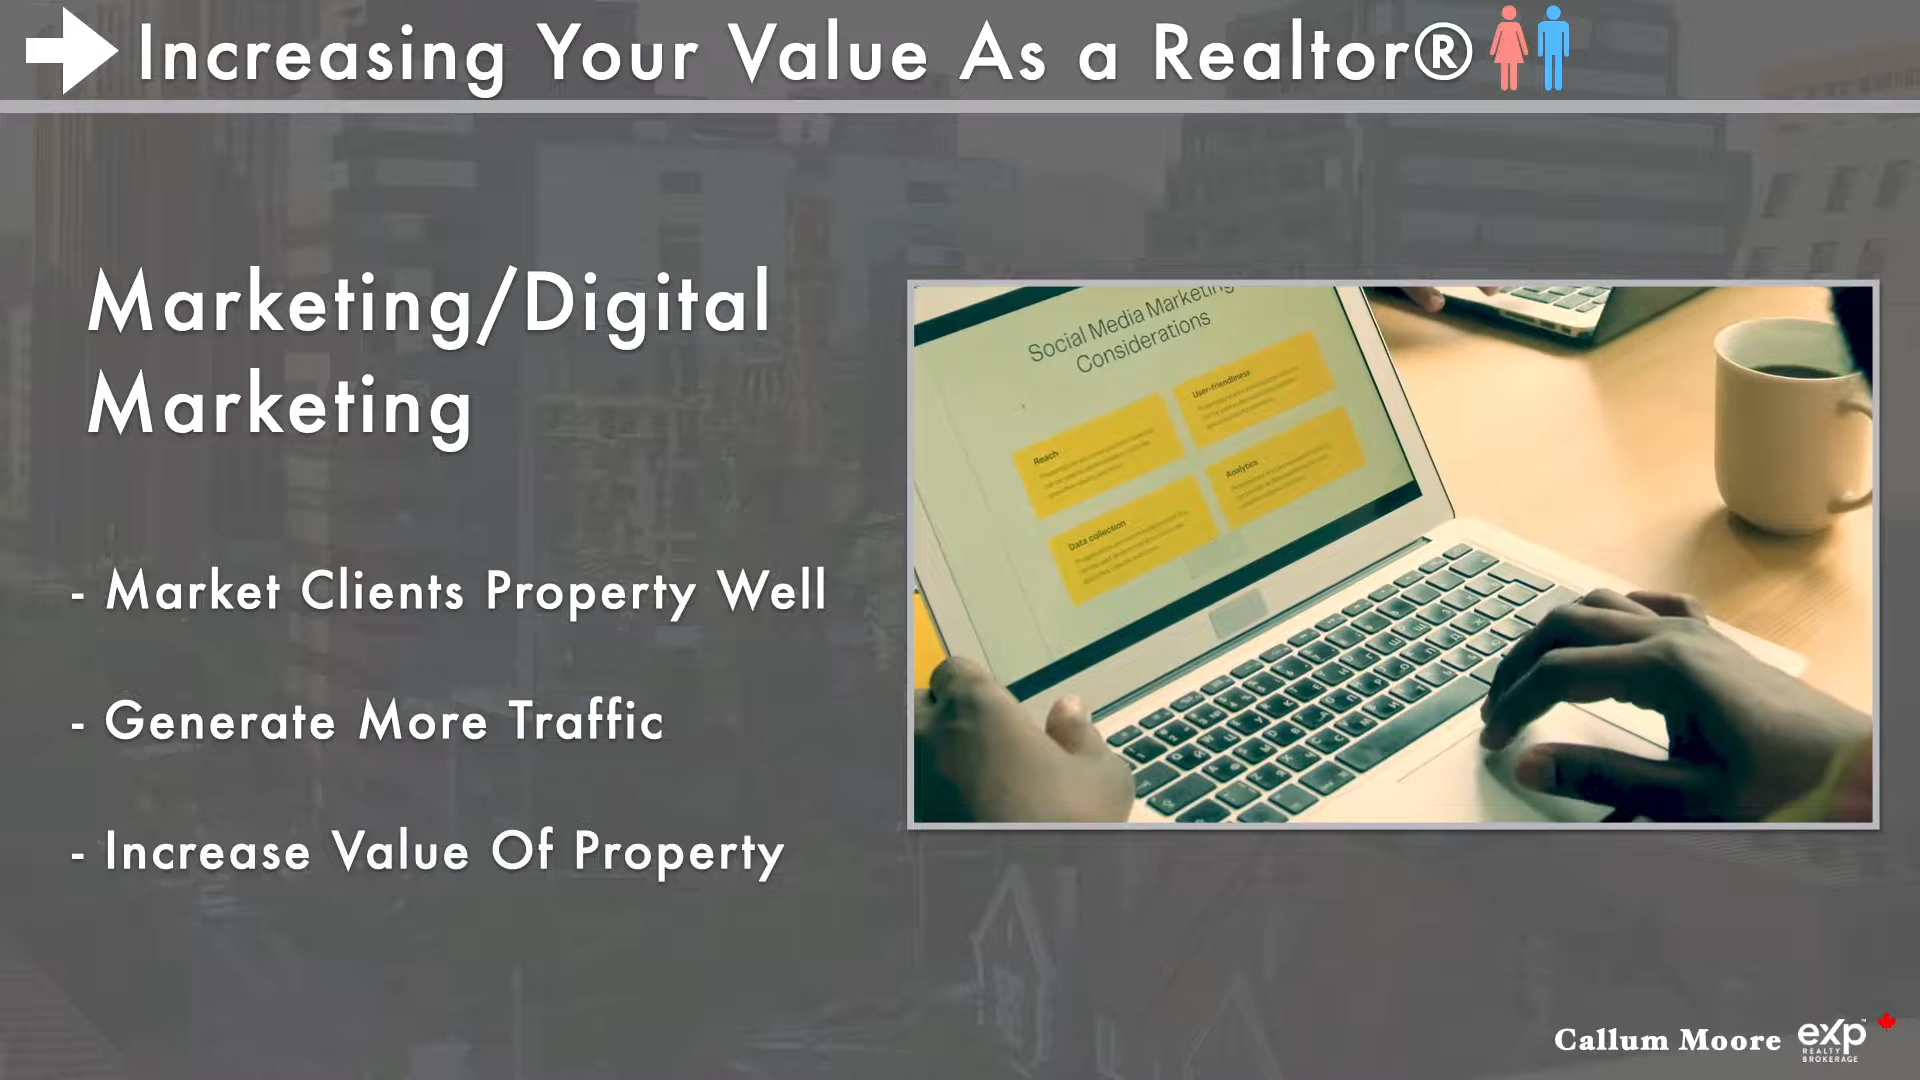 Increasing Your Value As a Realtor®
Marketing/Digital
Marketing
- Market Clients Property Well
- Generate More Traffic
- Increase Value Of Property
Social Media Marketing
Considerations
User-friendliness
Reach
Analytics
Data collection
Callum Moore
eXp
REALTY
BROKERAGE